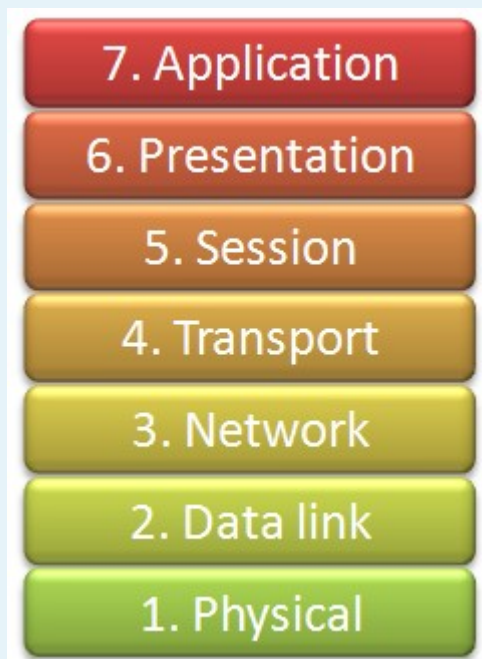 7. Application
6. Presentation
5. Session
4. Transport
3. Network
2. Data link
1. Physical